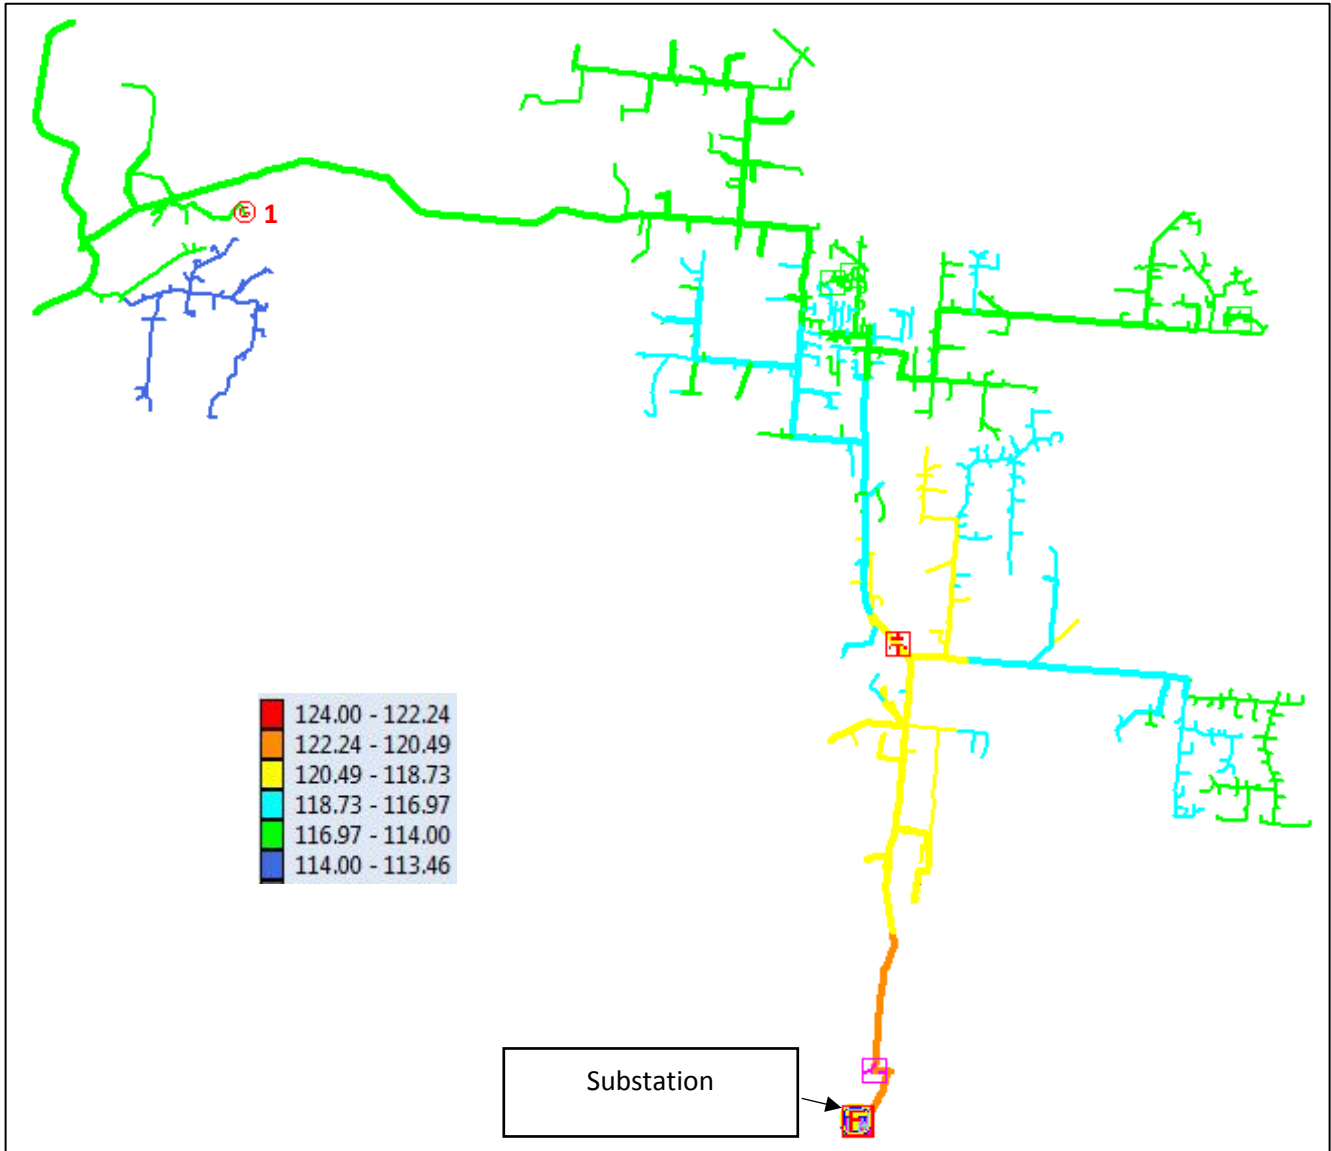 G 1
124.00 - 122.24
122.24 - 120.49
120.49 - 118.73
118.73 - 116.97
116.97 - 114.00
114.00 - 113.46
Substation
F